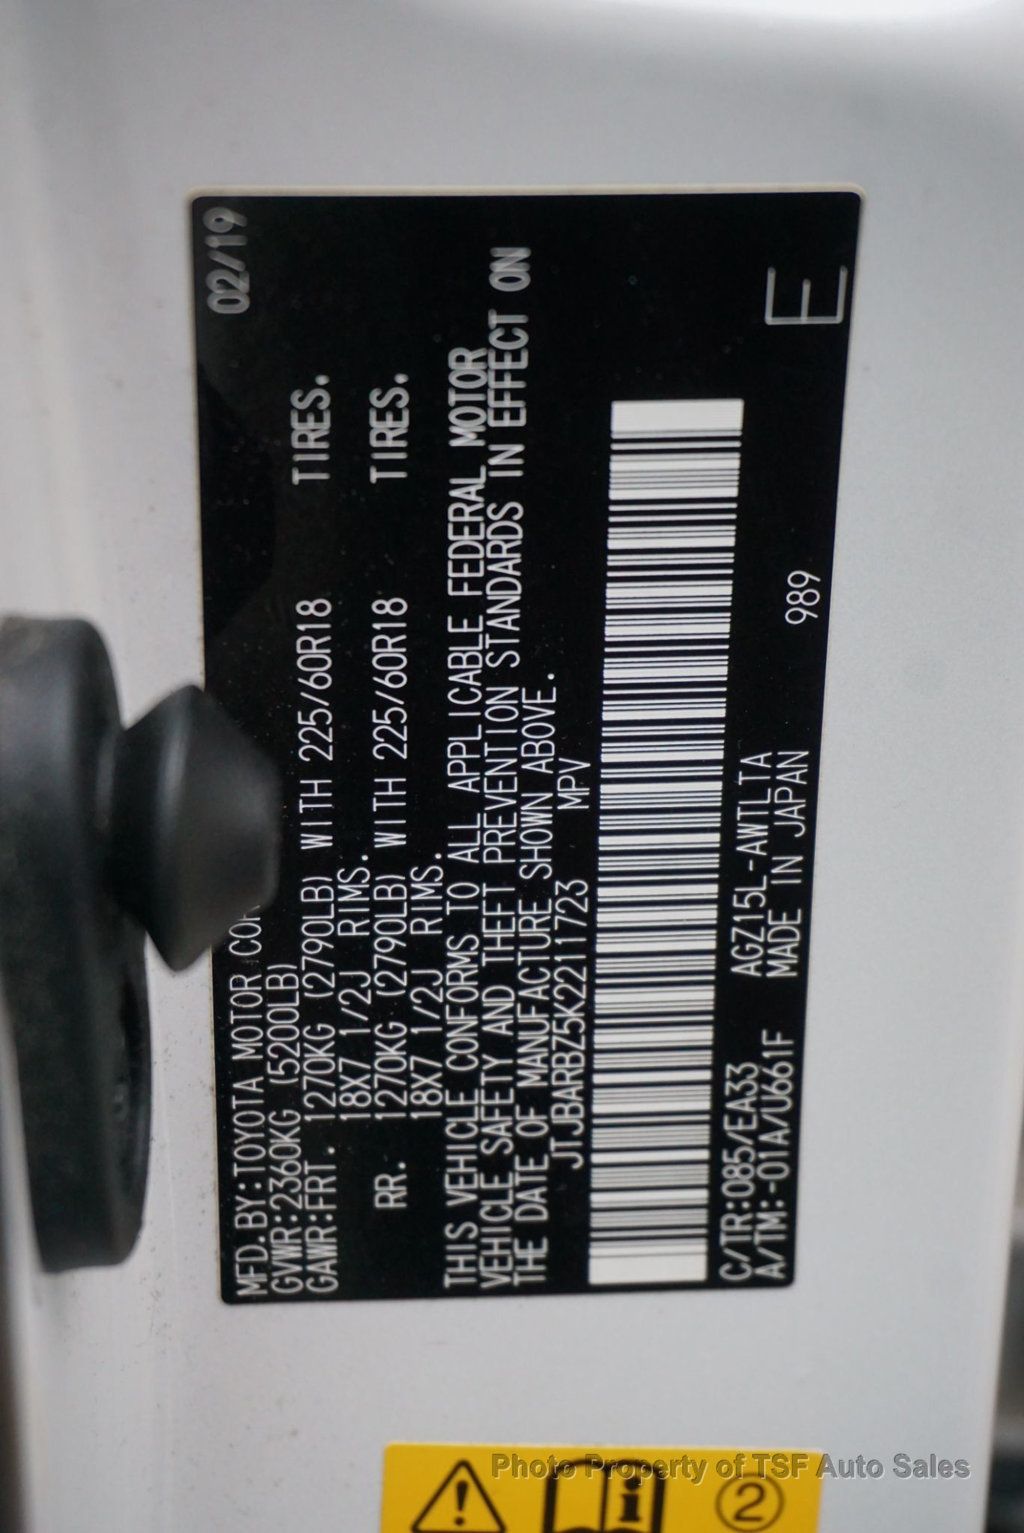 MFD.BY:TOYOTA MOTOR 02/19
GVWR:2360KG (5200LB)
GAWR:FRT. 1270KG (2790LB) WITH 225/60R18 TIRES.
18X7 1/2J RIMS.
RR. 1270KG (2790LB) WITH 225/60R18 TIRES.
18X7 1/2J RIMS.
THIS VEHICLE CONFORMS TO ALL APPLICABLE FEDERAL MOTOR
VEHICLE SAFETY AND THEFT PREVENTION STANDARDS IN EFFECT ON
THE DATE OF MANUFACTURE SHOWN ABOVE.
JTJBARBZ5K2211723 MPV
C/TR:085/EA33 AGZ15L-AWTLTA
A/TM:-01A/U661F MADE IN JAPAN 989 E
Photo Property of TSF Auto Sales
2